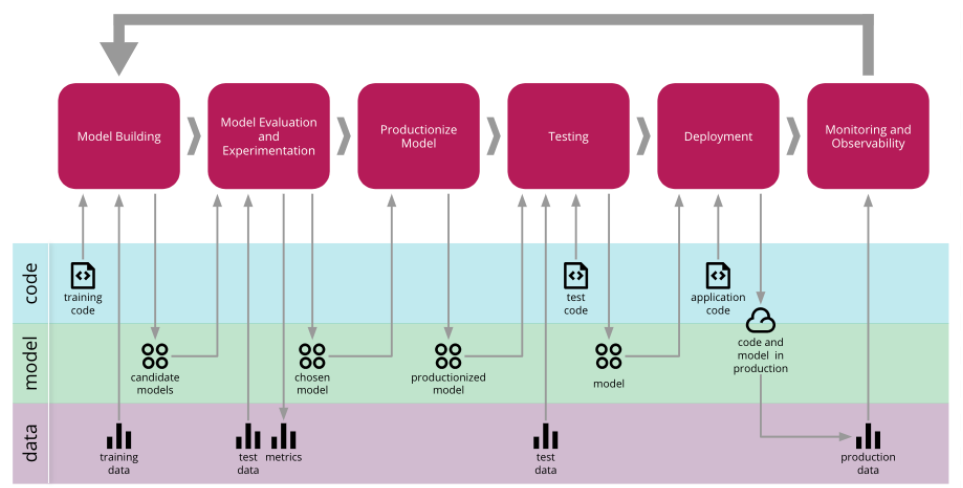 Model Building
Model Evaluation
and
Experimentation
Productionize
Model
Testing
Deployment
Monitoring and
Observability
code
training
code
test
code
application
code
model
candidate
models
chosen
model
productionized
model
model
code and
model in
production
data
training
data
test
data
metrics
test
data
production
data